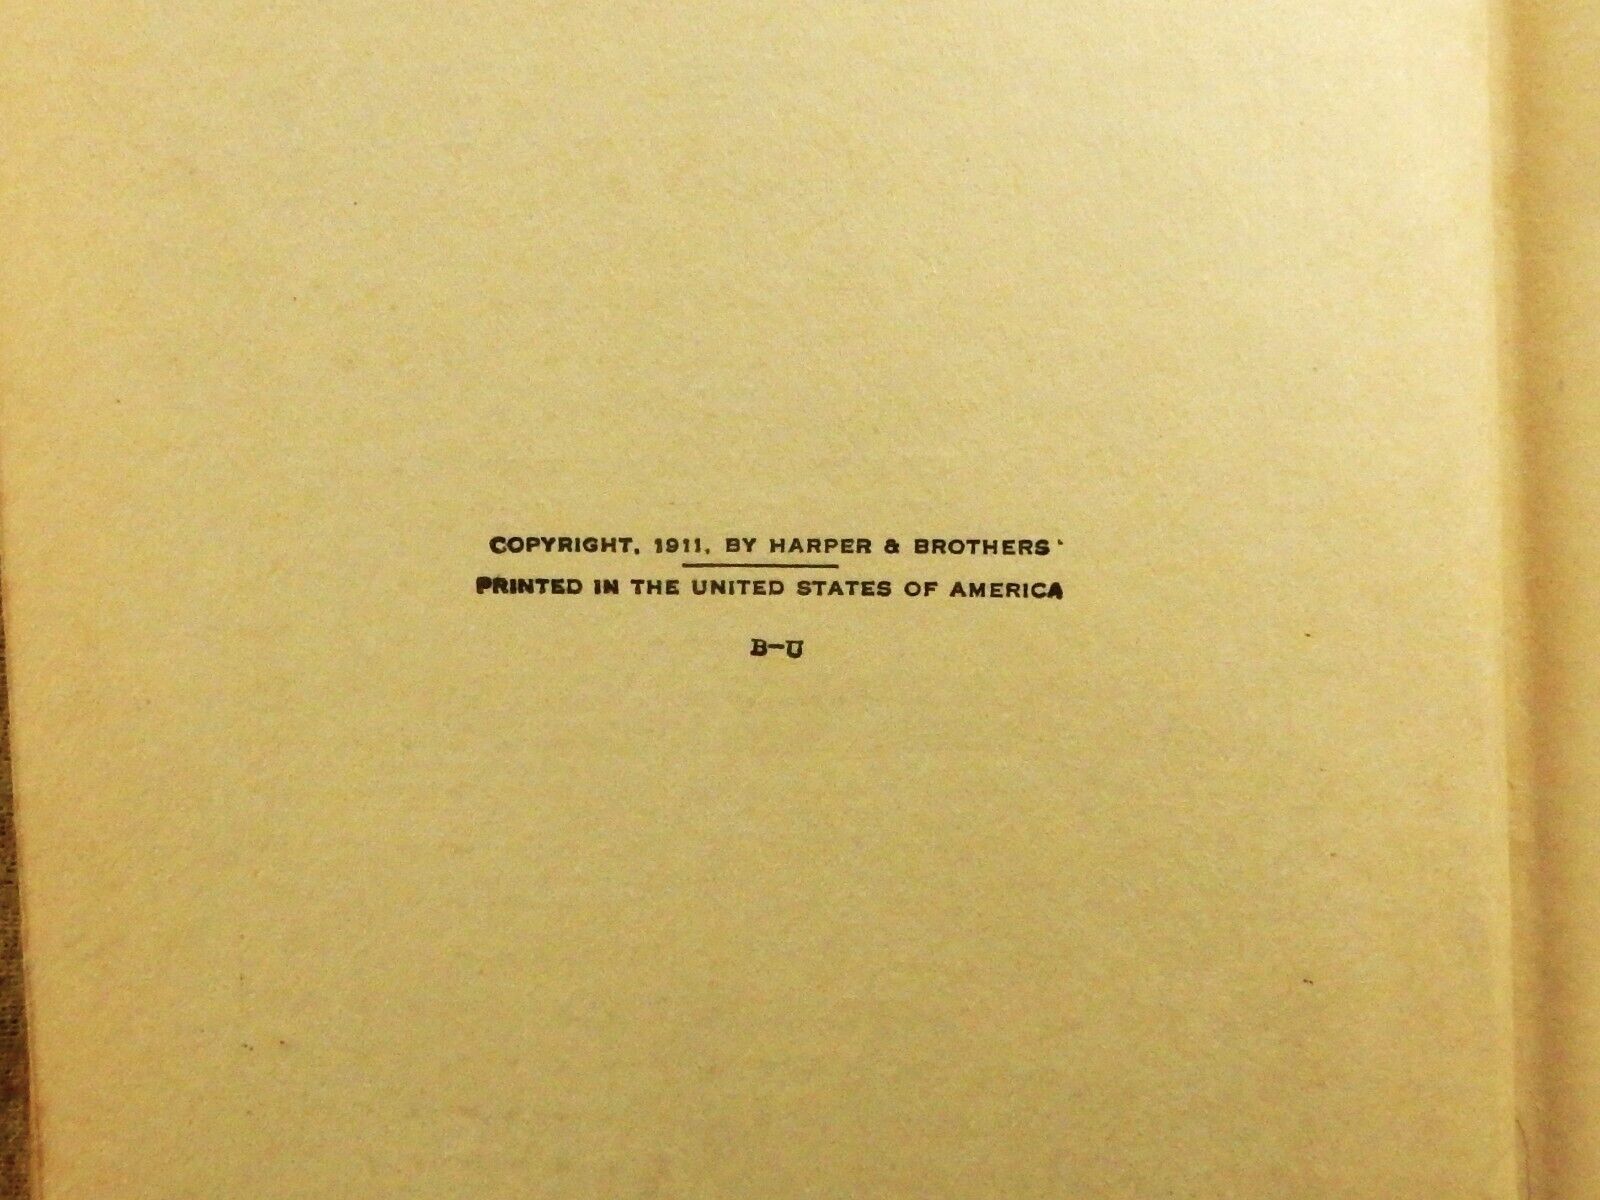 COPYRIGHT, 1911, BY HARPER & BROTHERS
PRINTED IN THE UNITED STATES OF AMERICA
B-U